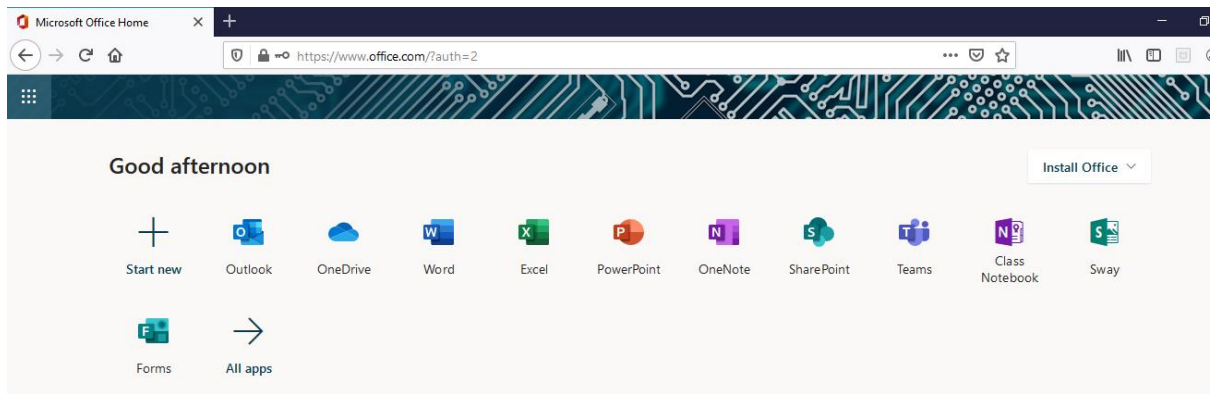 Microsoft Office Home
https://www.office.com/?auth=2
Good afternoon
Install Office
Start new
Outlook
OneDrive
Word
Excel
PowerPoint
OneNote
SharePoint
Teams
Class
Notebook
Sway
Forms
All apps